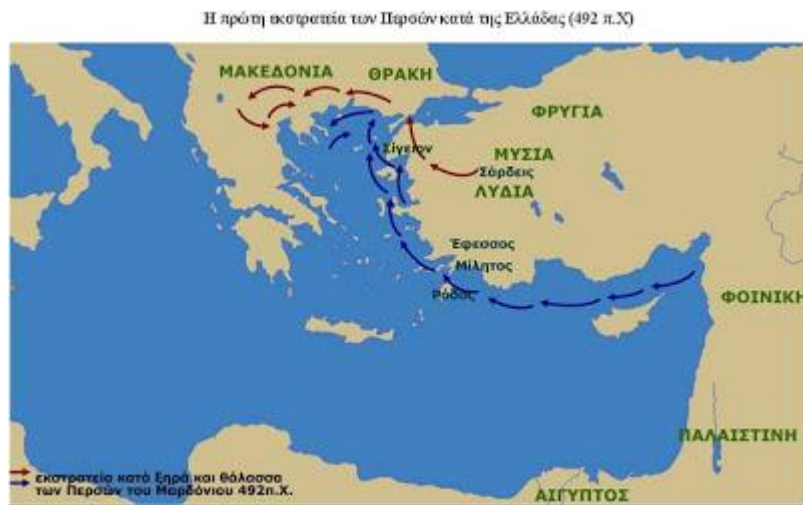 Η πρώτη εκστρατεία των Περσών κατά της Ελλάδας (492 π.Χ)
ΜΑΚΕΔΟΝΙΑ
ΘΡΑΚΗ
ΦΡΥΓΙΑ
Σίγειον
ΜΥΣΙΑ
Σάρδεις
ΛΥΔΙΑ
Έφεσσος
Μίλητος
Ρόδος
ΦΟΙΝΙΚΗ
ΠΑΛΑΙΣΤΙΝΗ
εκστρατεία κατά ξηρά και θάλασσα
των Περσών του Μαρδόνιου 492π.Χ.
ΑΙΓΥΠΤΟΣ